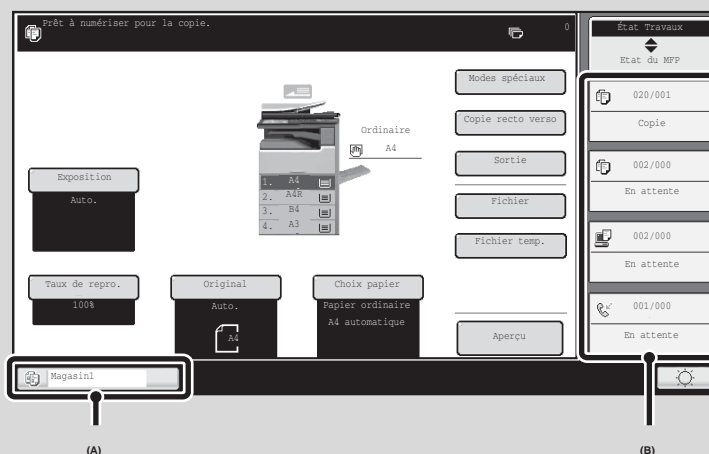 Prêt à numériser pour la copie.
0
Modes spéciaux
Copie recto verso
Sortie
Fichier
Fichier temp.
Aperçu
Ordinaire
A4
1. A4
2. A4R
3. B4
4. A3
Exposition
Auto.
Taux de repro.
100%
Original
Auto.
A4
Choix papier
Papier ordinaire
A4 automatique
Magasin1
État Travaux
Etat du MFP
020/001
Copie
002/000
En attente
002/000
En attente
001/000
En attente
(A)
(B)